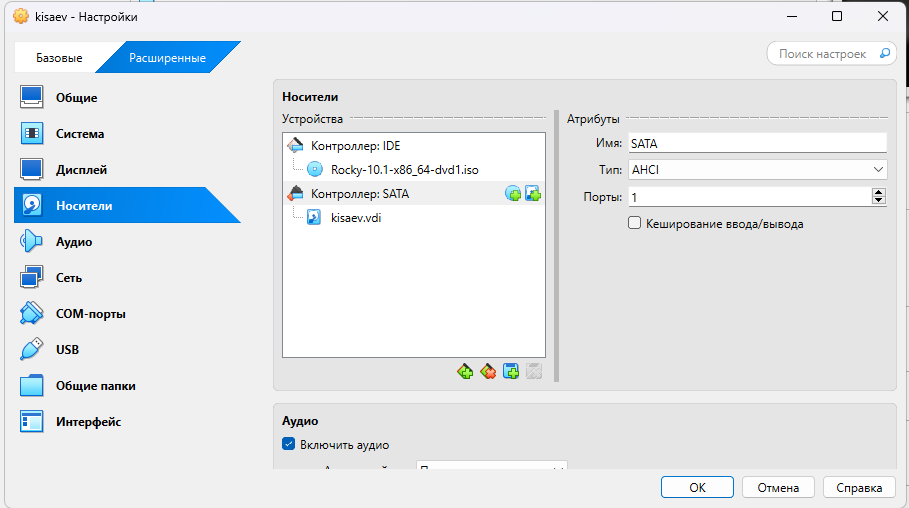 kisaev - Настройки
Базовые
Расширенные
Поиск настроек
Общие
Система
Дисплей
Носители
Аудио
Сеть
COM-порты
USB
Общие папки
Интерфейс
Носители
Устройства
Контроллер: IDE
Rocky-10.1-x86_64-dvd1.iso
Контроллер: SATA
kisaev.vdi
Атрибуты
Имя: SATA
Тип: AHCI
Порты: 1
Кеширование ввода/вывода
Аудио
Включить аудио
OK
Отмена
Справка